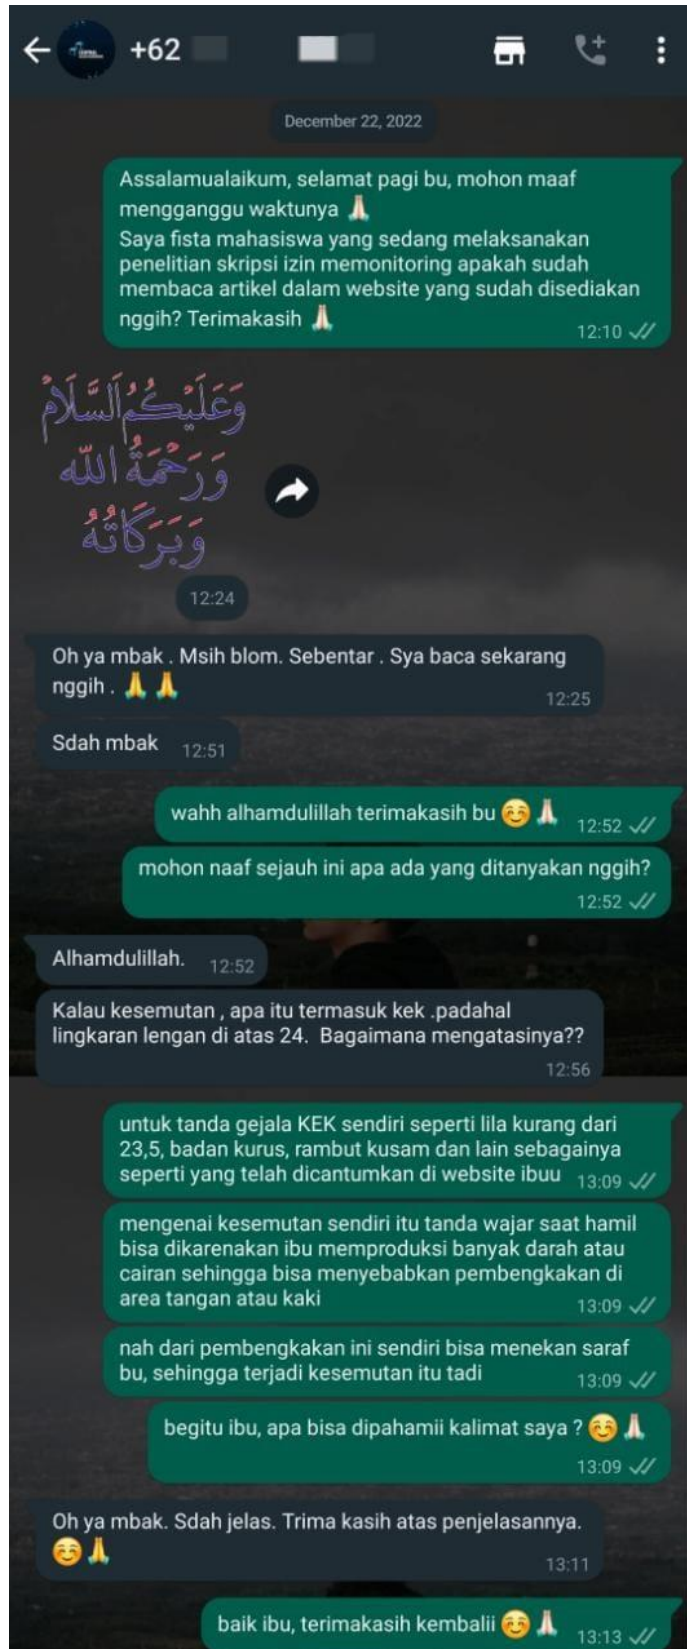 +62
December 22, 2022
Assalamualaikum, selamat pagi bu, mohon maaf
mengganggu waktunya 🙏🏻
Saya fista mahasiswa yang sedang melaksanakan
penelitian skripsi izin memonitoring apakah sudah
membaca artikel dalam website yang sudah disediakan
nggih? Terimakasih 🙏🏻
12:10
وَعَلَيْكُمُ السَّلَامُ
وَرَحْمَةُ اللّٰه
وَبَرَكَاتُهُ
12:24
Oh ya mbak . Msih blom. Sebentar . Sya baca sekarang
nggih . 🙏 🙏
12:25
Sdah mbak 12:51
wahh alhamdulillah terimakasih bu ☺️🙏🏻 12:52
mohon naaf sejauh ini apa ada yang ditanyakan nggih?
12:52
Alhamdulillah. 12:52
Kalau kesemutan , apa itu termasuk kek .padahal
lingkaran lengan di atas 24. Bagaimana mengatasinya??
12:56
untuk tanda gejala KEK sendiri seperti lila kurang dari
23,5, badan kurus, rambut kusam dan lain sebagainya
seperti yang telah dicantumkan di website ibuu 13:09
mengenai kesemutan sendiri itu tanda wajar saat hamil
bisa dikarenakan ibu memproduksi banyak darah atau
cairan sehingga bisa menyebabkan pembengkakan di
area tangan atau kaki 13:09
nah dari pembengkakan ini sendiri bisa menekan saraf
bu, sehingga terjadi kesemutan itu tadi 13:09
begitu ibu, apa bisa dipahamii kalimat saya ? ☺️🙏🏻
13:09
Oh ya mbak. Sdah jelas. Trima kasih atas penjelasannya.
☺️🙏 13:11
baik ibu, terimakasih kembalii ☺️🙏🏻 13:13